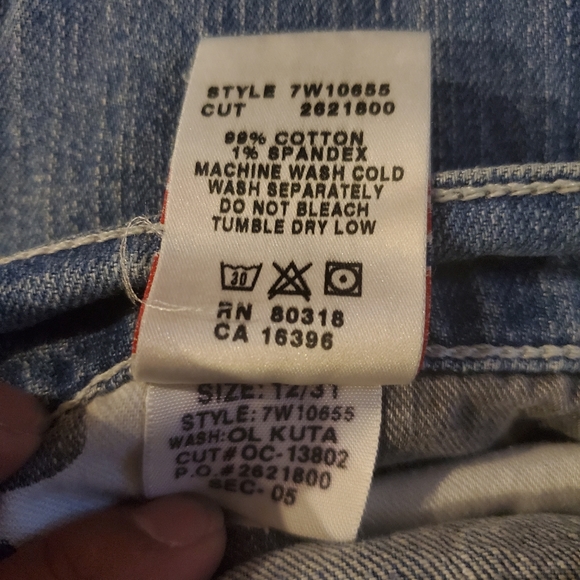 STYLE 7W10655
CUT 2621800
99% COTTON
1% SPANDEX
MACHINE WASH COLD
WASH SEPARATELY
DO NOT BLEACH
TUMBLE DRY LOW
30
RN 80318
CA 16396
SIZE: 12/31
STYLE: 7W10655
WASH: OL KUTA
CUT# OC-13802
P.O.# 2621800
SEC- 05